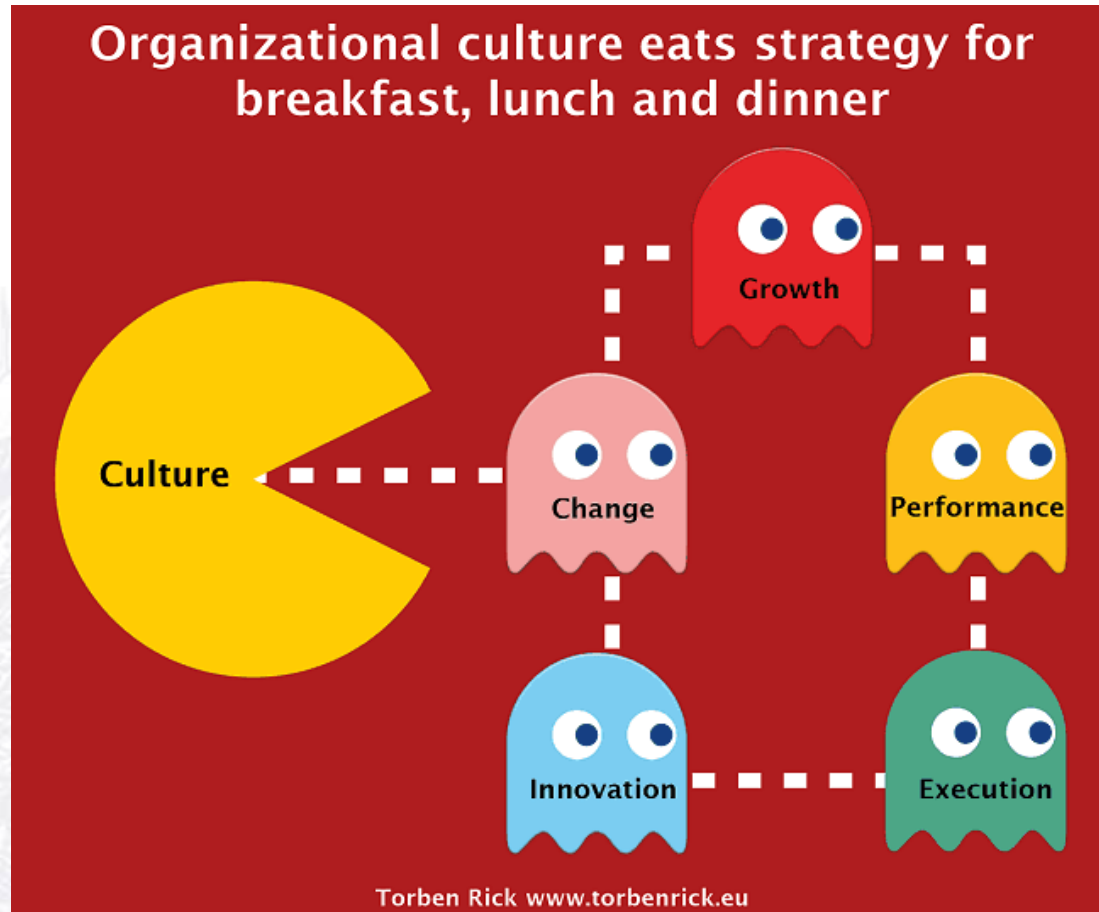 Organizational culture eats strategy for
breakfast, lunch and dinner
Growth
Culture
Change
Performance
Innovation
Execution
Torben Rick www.torbenrick.eu